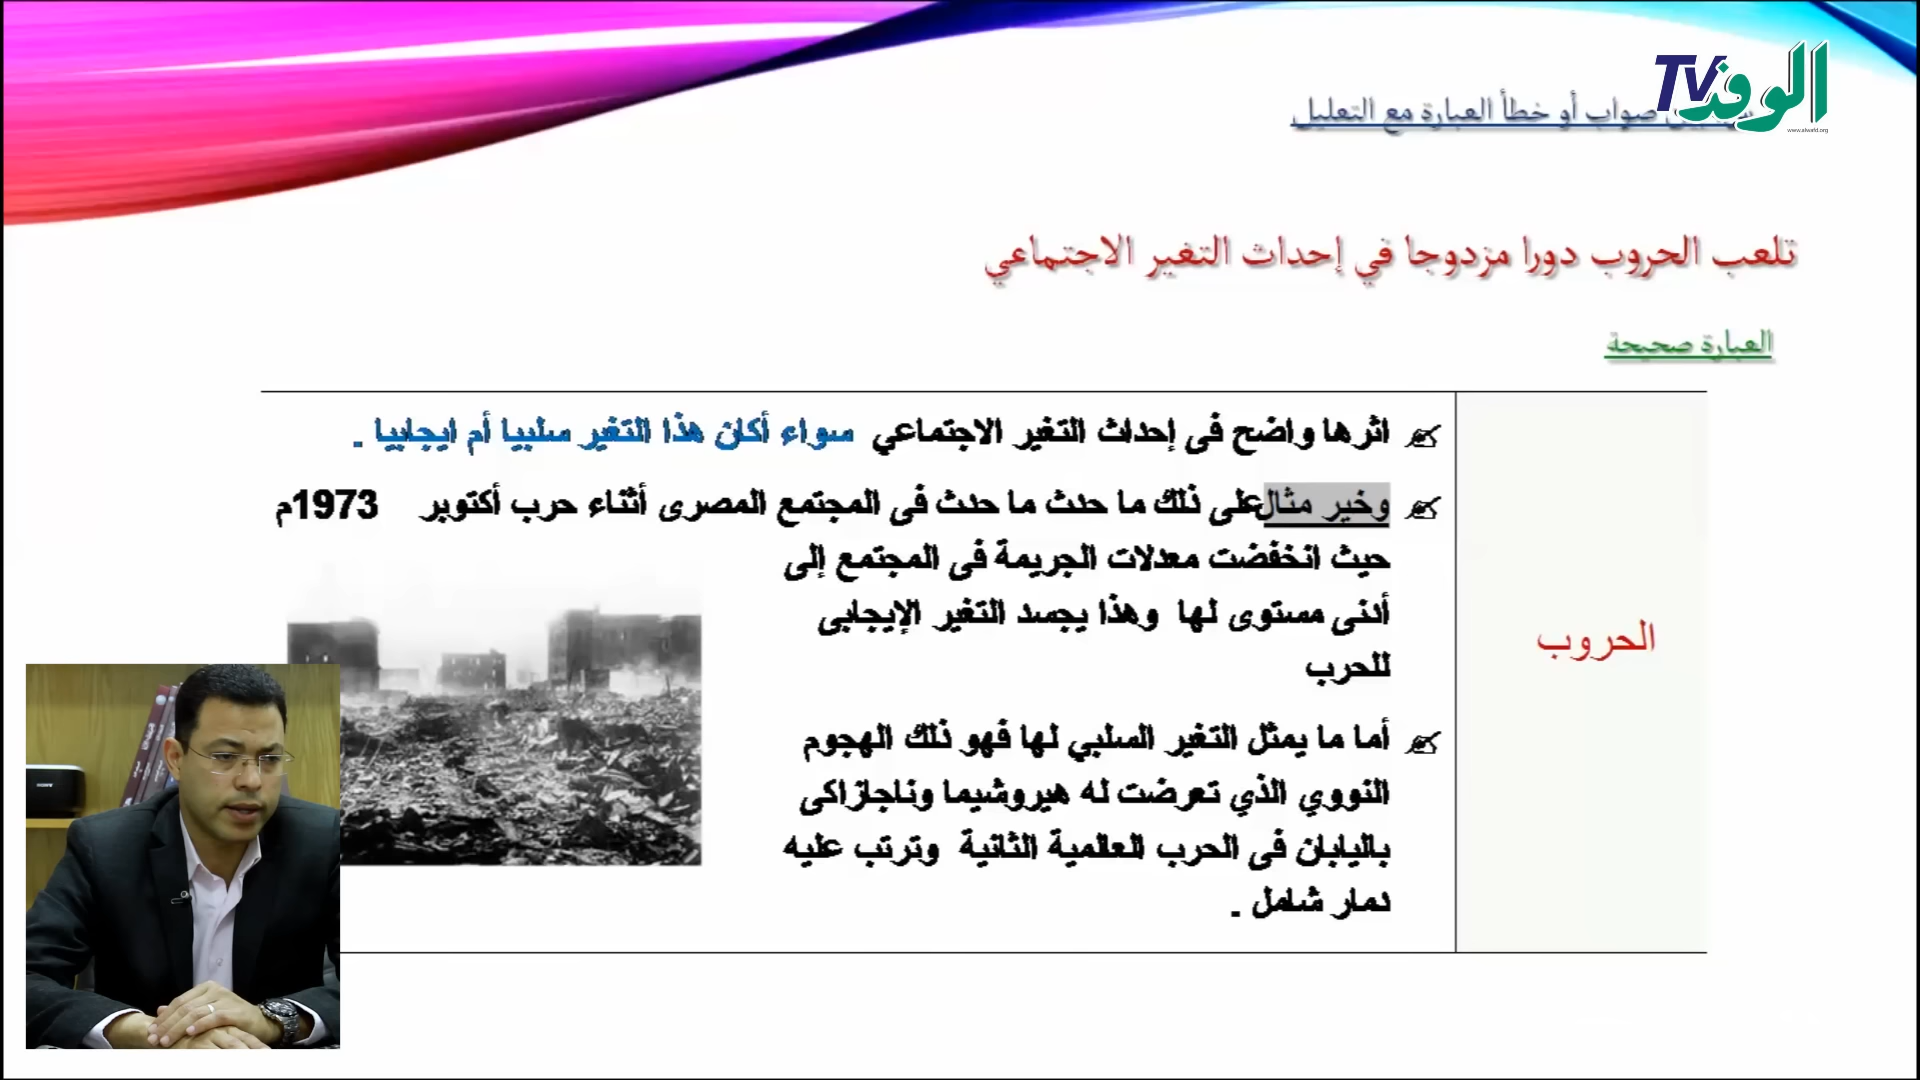 TV الوفد
www.alwafd.org
صواب أو خطأ العبارة مع التعليل
تلعب الحروب دورا مزدوجا في إحداث التغير الاجتماعي
العبارة صحيحة
الحروب
اثرها واضح فى إحداث التغير الاجتماعي سواء أكان هذا التغير سلبيا أم ايجابيا .
وخير مثال على ذلك ما حدث ما حدث فى المجتمع المصرى أثناء حرب أكتوبر 1973م
حيث انخفضت معدلات الجريمة فى المجتمع إلى
أدنى مستوى لها وهذا يجسد التغير الإيجابى
للحرب
أما ما يمثل التغير السلبي لها فهو ذلك الهجوم
النووي الذي تعرضت له هيروشيما وناجازاكى
باليابان فى الحرب العالمية الثانية وترتب عليه
دمار شامل .